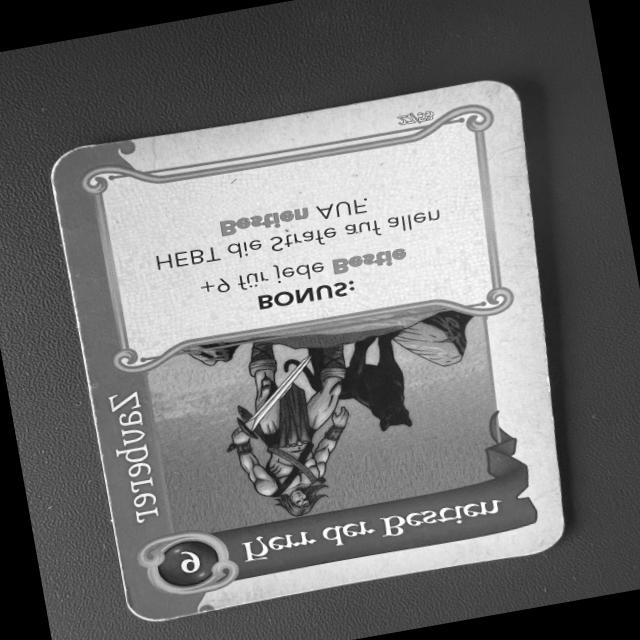 9
Herr der Bestien
Zauberer
BONUS:
+9 für jede Bestie
HEBT die Strafe auf allen
Bestien AUF.